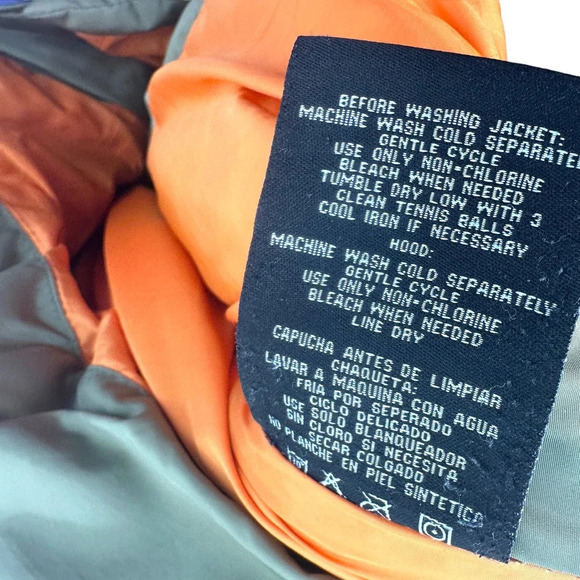 BEFORE WASHING JACKET:
MACHINE WASH COLD SEPARATEL
GENTLE CYCLE
USE ONLY NON-CHLORINE
BLEACH WHEN NEEDED
TUMBLE DRY LOW WITH 3
CLEAN TENNIS BALLS
COOL IRON IF NECESSARY
HOOD:
MACHINE WASH COLD SEPARATELY
GENTLE CYCLE
USE ONLY NON-CHLORINE
BLEACH WHEN NEEDED
LINE DRY
CAPUCHA ANTES DE LIMPIAR
CHAQUETA:
LAVAR A MAQUINA CON AGUA
FRIA POR SEPERADO
CIGLO DELICADO
USE SOLO BLANQUEADOR
SIN CLORO SI NECESITA
SECAR COLGADO
NO PLANCHE EN PIEL SINTETICA